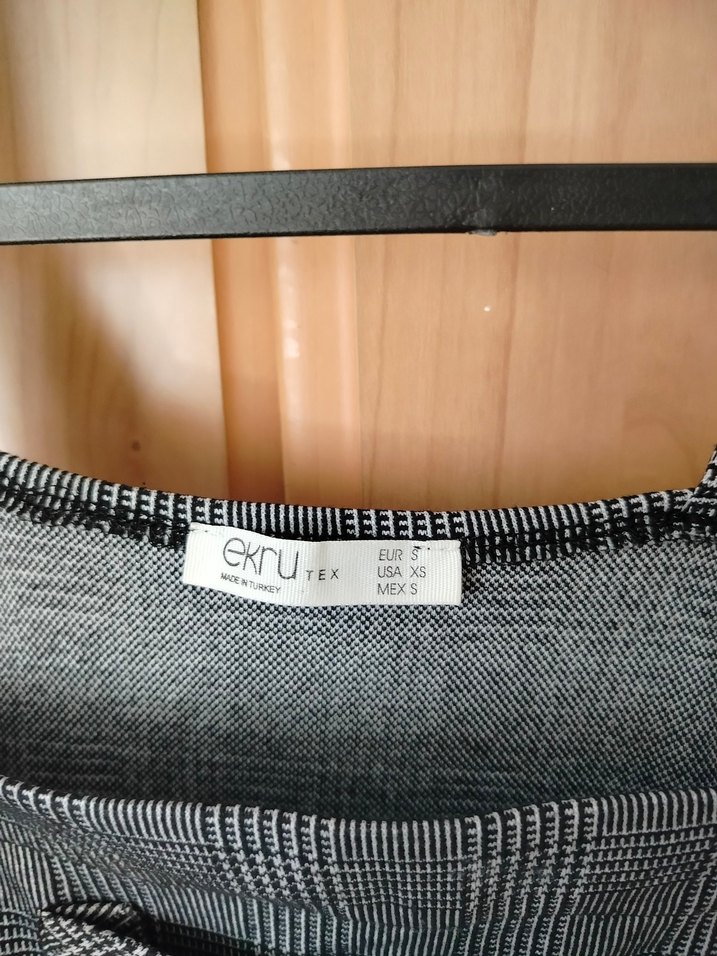 ekru TEX
MADE IN TURKEY
EUR S
USA XS
MEX S